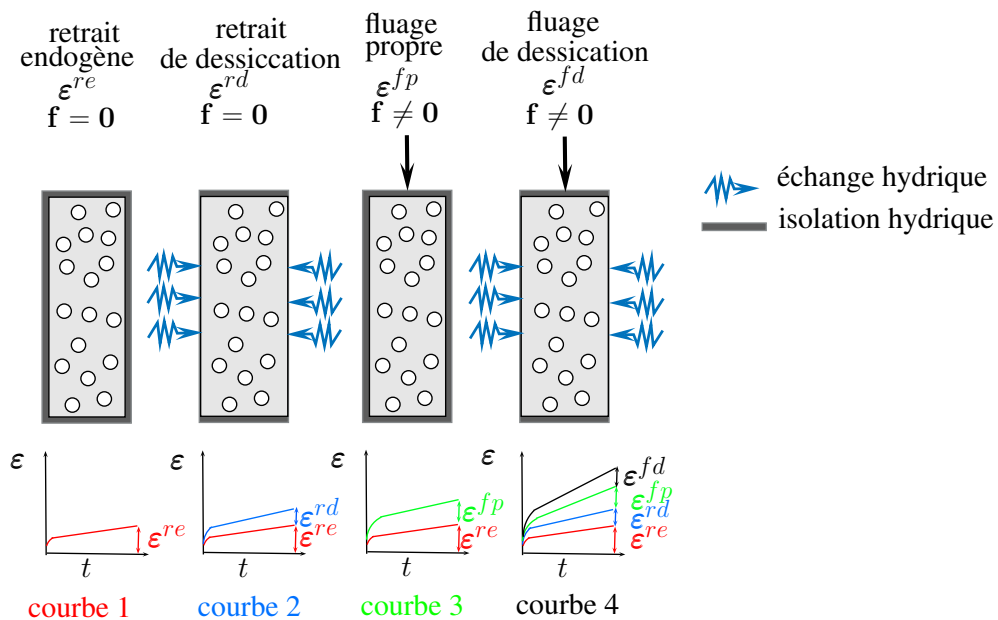 retrait
endogène
ε^{re}
f = 0
retrait
de dessiccation
ε^{rd}
f = 0
fluage
propre
ε^{fp}
f ≠ 0
fluage
de dessication
ε^{fd}
f ≠ 0
échange hydrique
isolation hydrique
ε
ε^{re}
t
courbe 1
ε
ε^{rd}
ε^{re}
t
courbe 2
ε
ε^{fp}
ε^{re}
t
courbe 3
ε
ε^{fd}
ε^{fp}
ε^{rd}
ε^{re}
t
courbe 4